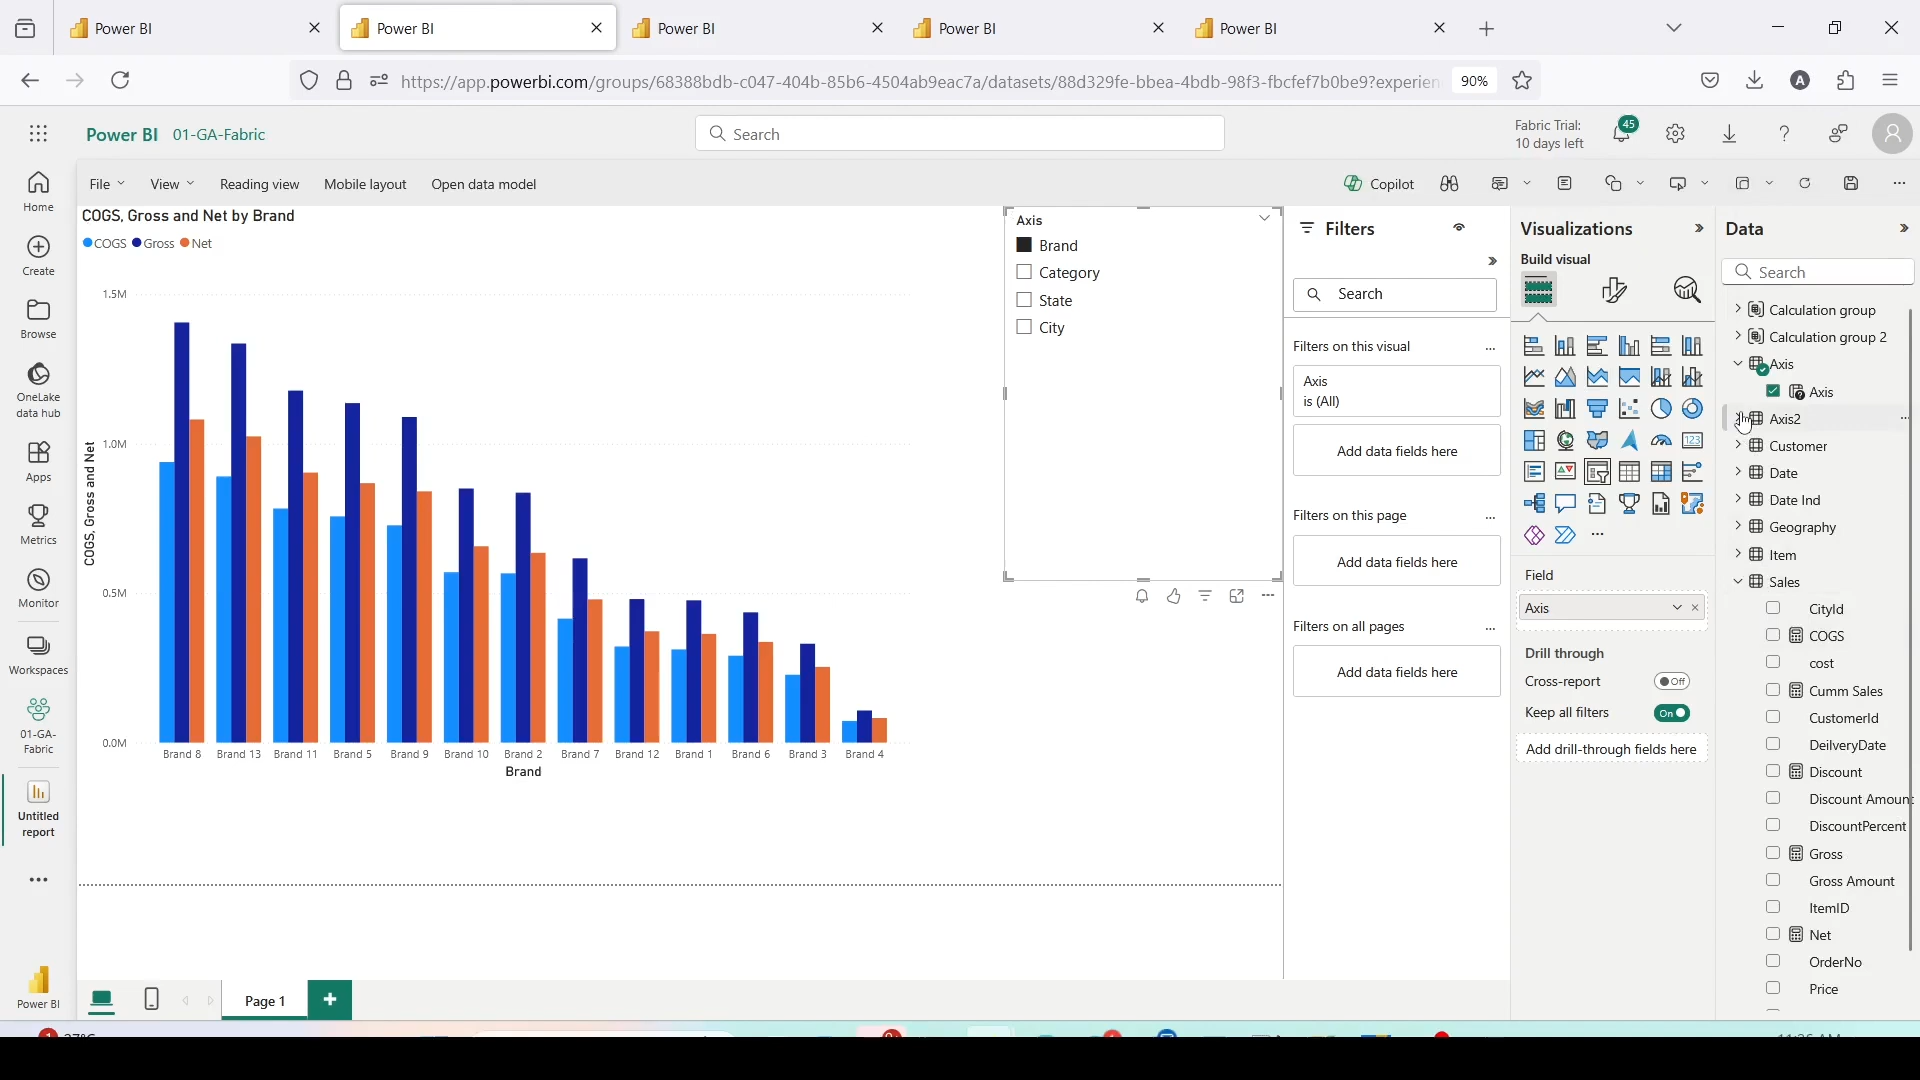 Power BI
Power BI
Power BI
Power BI
Power BI
https://app.powerbi.com/groups/68388bdb-c047-404b-85b6-4504ab9eac7a/datasets/88d329fe-bbea-4bdb-98f3-fbcfef7b0be9?experien
90%
A
Power BI 01-GA-Fabric
Search
Fabric Trial:
10 days left
45
File View Reading view Mobile layout Open data model
Copilot
Home
Create
Browse
OneLake
data hub
Apps
Metrics
Monitor
Workspaces
01-GA-
Fabric
Untitled
report
Power BI
COGS, Gross and Net by Brand
COGS Gross Net
COGS, Gross and Net
1.5M
1.0M
0.5M
0.0M
Brand 8 Brand 13 Brand 11 Brand 5 Brand 9 Brand 10 Brand 2 Brand 7 Brand 12 Brand 1 Brand 6 Brand 3 Brand 4
Brand
Axis
Brand
Category
State
City
Filters
Search
Filters on this visual
Axis
is (All)
Add data fields here
Filters on this page
Add data fields here
Filters on all pages
Add data fields here
Visualizations
Build visual
123
Field
Axis
Drill through
Cross-report
Off
Keep all filters
On
Add drill-through fields here
Data
Search
Calculation group
Calculation group 2
Axis
Axis
Axis2
Customer
Date
Date Ind
Geography
Item
Sales
CityId
COGS
cost
Cumm Sales
CustomerId
DeilveryDate
Discount
Discount Amoun
DiscountPercent
Gross
Gross Amount
ItemID
Net
OrderNo
Price
Page 1